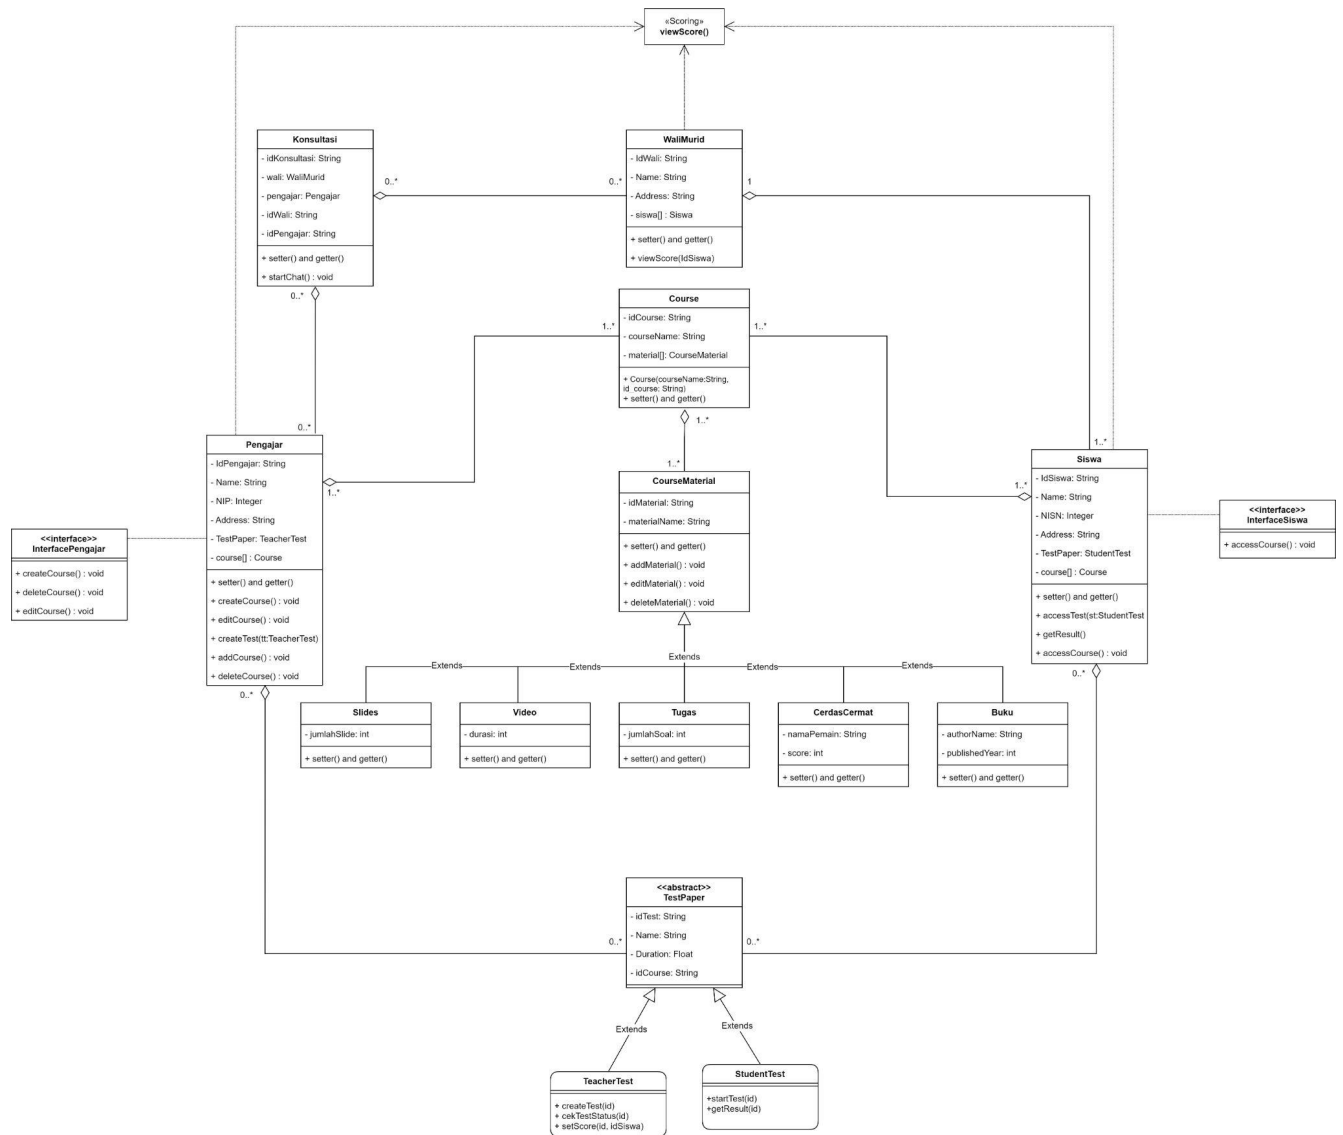 «Scoring»
viewScore()
Konsultasi
- idKonsultasi: String
- wali: WaliMurid
- pengajar: Pengajar
- idWali: String
- idPengajar: String
+ setter() and getter()
+ startChat() : void
0..*
0..*
WaliMurid
- IdWali: String
- Name: String
- Address: String
- siswa[] : Siswa
+ setter() and getter()
+ viewScore(IdSiswa)
1
0..*
0..*
Course
- idCourse: String
- courseName: String
- material[]: CourseMaterial
+ Course(courseName:String,
id_course: String)
+ setter() and getter()
1..*
1..*
1..*
1..*
Pengajar
- IdPengajar: String
- Name: String
- NIP: Integer
- Address: String
- TestPaper: TeacherTest
- course[] : Course
+ setter() and getter()
+ createCourse() : void
+ editCourse() : void
+ createTest(tt:TeacherTest)
+ addCourse() : void
+ deleteCourse() : void
1..*
0..*
<<interface>>
InterfacePengajar
+ createCourse() : void
+ deleteCourse() : void
+ editCourse() : void
CourseMaterial
- idMaterial: String
- materialName: String
+ setter() and getter()
+ addMaterial() : void
+ editMaterial() : void
+ deleteMaterial() : void
1..*
1..*
Siswa
- IdSiswa: String
- Name: String
- NISN: Integer
- Address: String
- TestPaper: StudentTest
- course[] : Course
+ setter() and getter()
+ accessTest(st:StudentTest
+ getResult()
+ accessCourse() : void
0..*
<<interface>>
InterfaceSiswa
+ accessCourse() : void
Extends
Extends
Extends
Extends
Extends
Slides
- jumlahSlide: int
+ setter() and getter()
Video
- durasi: int
+ setter() and getter()
Tugas
- jumlahSoal: int
+ setter() and getter()
CerdasCermat
- namaPemain: String
- score: int
+ setter() and getter()
Buku
- authorName: String
- publishedYear: int
+ setter() and getter()
<<abstract>>
TestPaper
- idTest: String
- Name: String
- Duration: Float
- idCourse: String
0..*
0..*
Extends
Extends
TeacherTest
+ createTest(id)
+ cekTestStatus(id)
+ setScore(id, idSiswa)
StudentTest
+startTest(id)
+getResult(id)